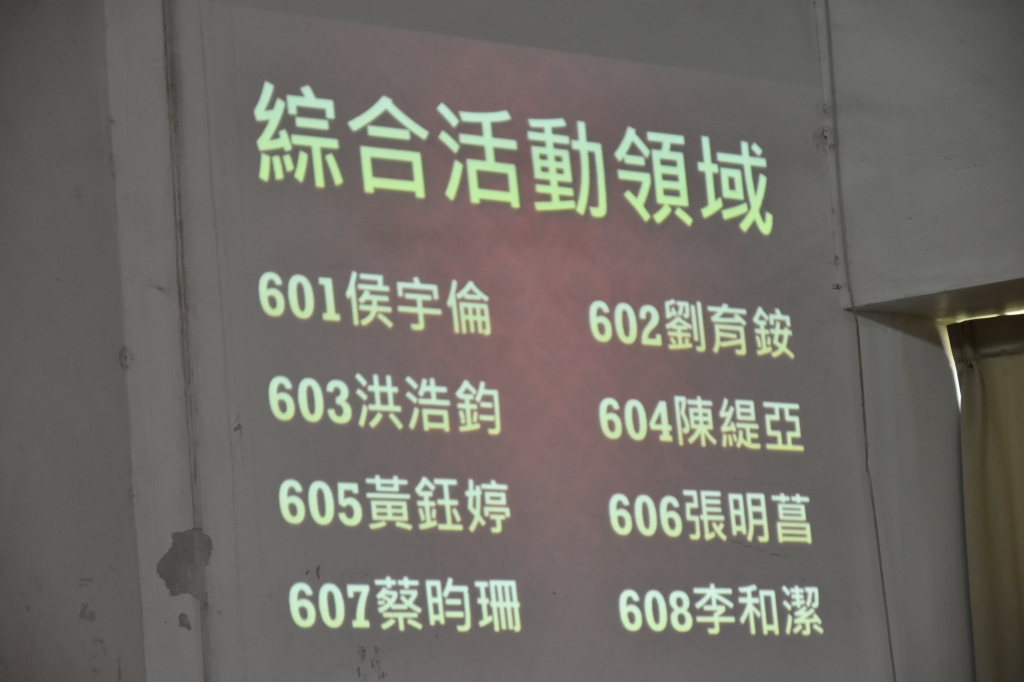 綜合活動領域
601侯宇倫 602劉育銨
603洪浩鈞 604陳緹亞
605黃鈺婷 606張明菖
607蔡昀珊 608李和潔